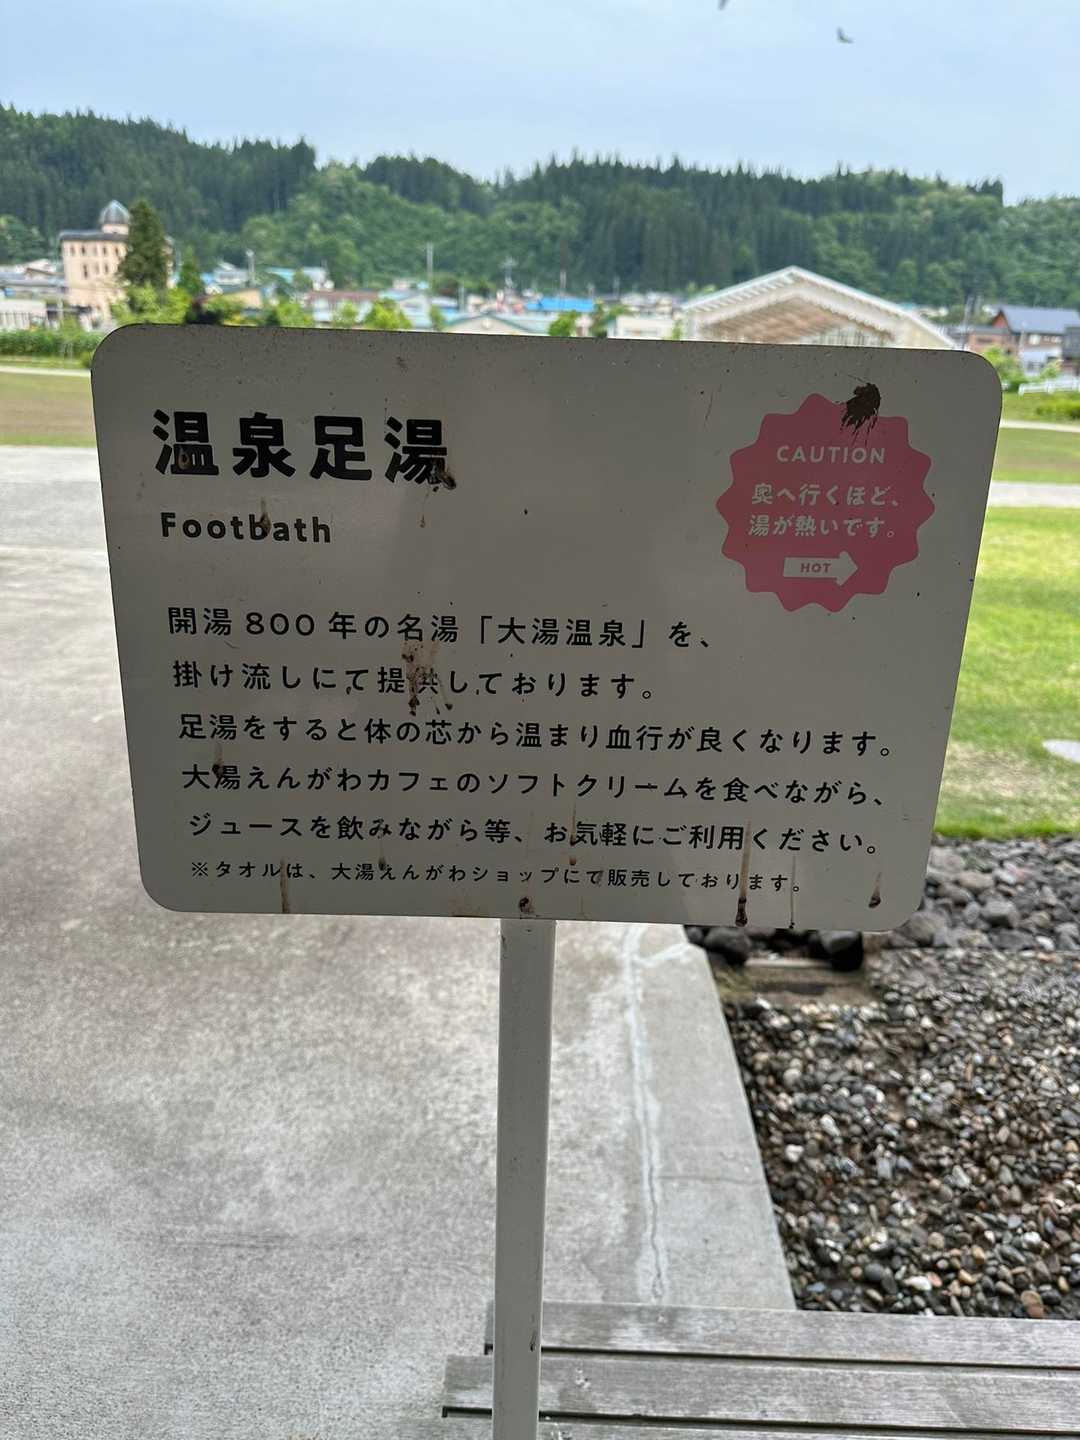 温泉足湯
Footbath
CAUTION
奥へ行くほど、
湯が熱いです。
HOT
開湯800年の名湯「大湯温泉」を、
掛け流しにて提供しております。
足湯をすると体の芯から温まり血行が良くなります。
大湯えんがわカフェのソフトクリームを食べながら、
ジュースを飲みながら等、お気軽にご利用ください。
※タオルは、大湯えんがわショップにて販売しております。